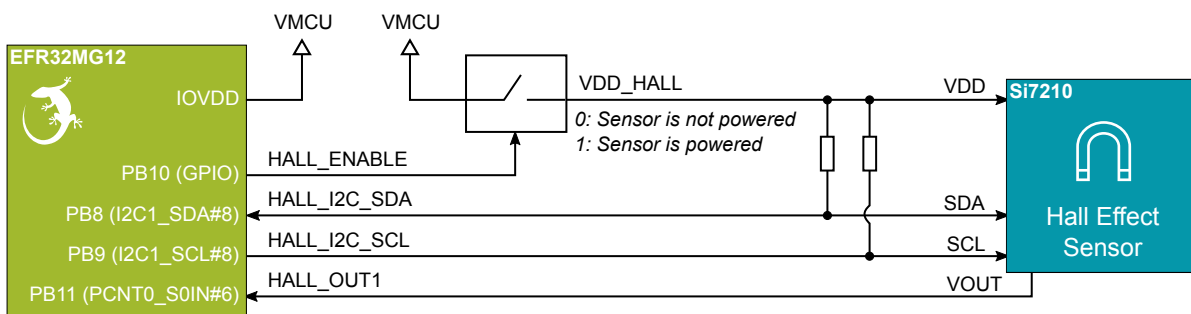 VMCU
VMCU
EFR32MG12
IOVDD
VDD_HALL
VDD
Si7210
0: Sensor is not powered
1: Sensor is powered
HALL_ENABLE
PB10 (GPIO)
HALL_I2C_SDA
PB8 (I2C1_SDA#8)
SDA
HALL_I2C_SCL
PB9 (I2C1_SCL#8)
SCL
Hall Effect
Sensor
HALL_OUT1
PB11 (PCNT0_S0IN#6)
VOUT